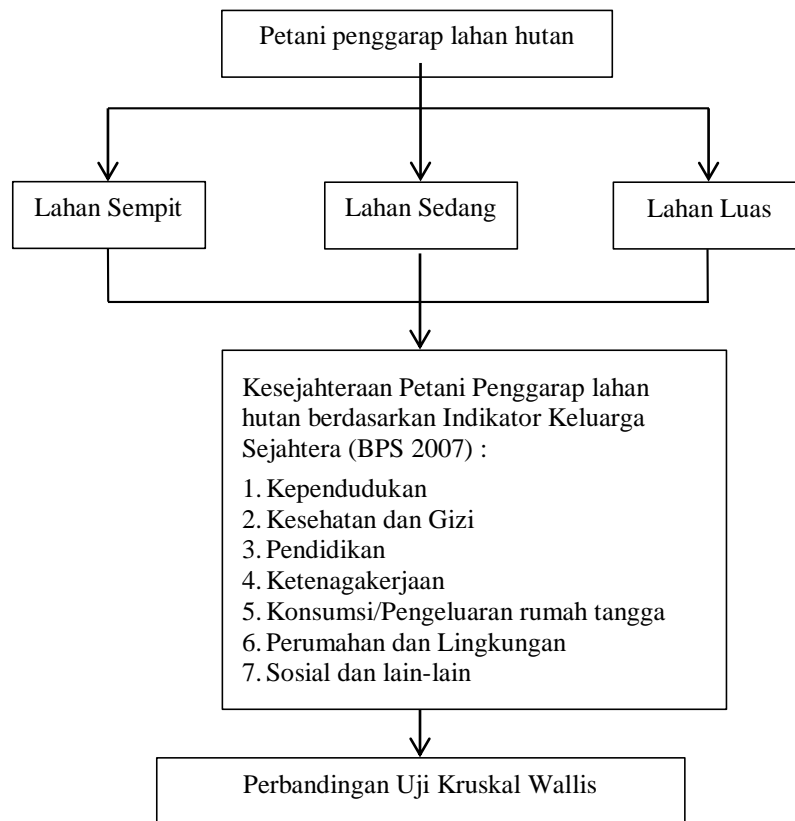 Petani penggarap lahan hutan
Lahan Sempit
Lahan Sedang
Lahan Luas
Kesejahteraan Petani Penggarap lahan
hutan berdasarkan Indikator Keluarga
Sejahtera (BPS 2007) :
1. Kependudukan
2. Kesehatan dan Gizi
3. Pendidikan
4. Ketenagakerjaan
5. Konsumsi/Pengeluaran rumah tangga
6. Perumahan dan Lingkungan
7. Sosial dan lain-lain
Perbandingan Uji Kruskal Wallis